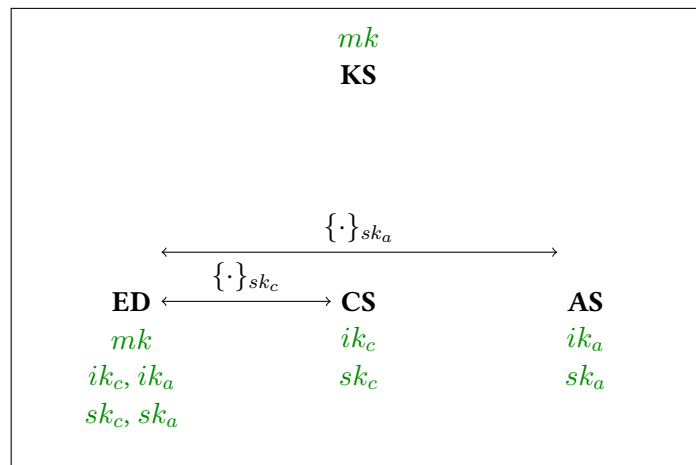 mk
KS
{·}sk_a
{·}sk_c
ED CS AS
mk ik_c ik_a
ik_c, ik_a sk_c sk_a
sk_c, sk_a